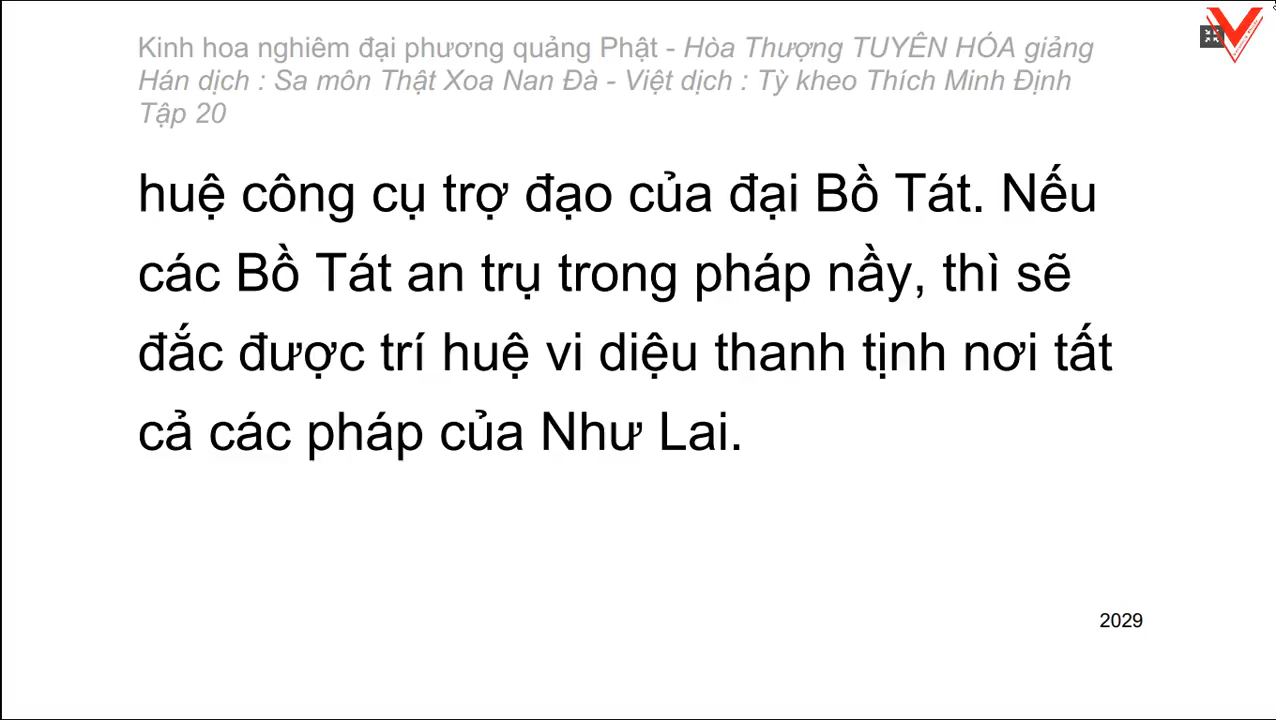 Kinh hoa nghiêm đại phương quảng Phật - Hòa Thượng TUYÊN HÓA giảng
Hán dịch : Sa môn Thật Xoa Nan Đà - Việt dịch : Tỳ kheo Thích Minh Định
Tập 20
huệ công cụ trợ đạo của đại Bồ Tát. Nếu
các Bồ Tát an trụ trong pháp nầy, thì sẽ
đắc được trí huệ vi diệu thanh tịnh nơi tất
cả các pháp của Như Lai.
2029